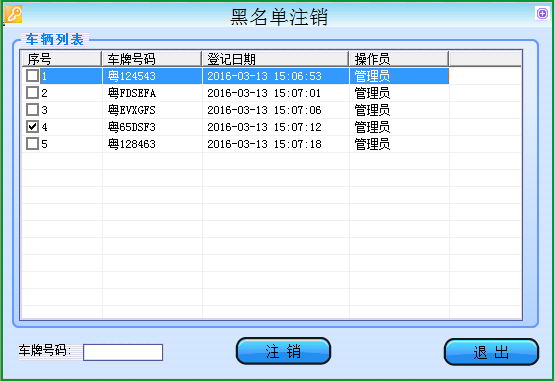 黑名单注销
车辆列表
序号 车牌号码 登记日期 操作员
1 粤124543 2016-03-13 15:06:53 管理员
2 粤FDSEFA 2016-03-13 15:07:01 管理员
3 粤EVXGFS 2016-03-13 15:07:06 管理员
4 粤65DSF3 2016-03-13 15:07:12 管理员
5 粤128463 2016-03-13 15:07:18 管理员
车牌号码: 注 销 退 出